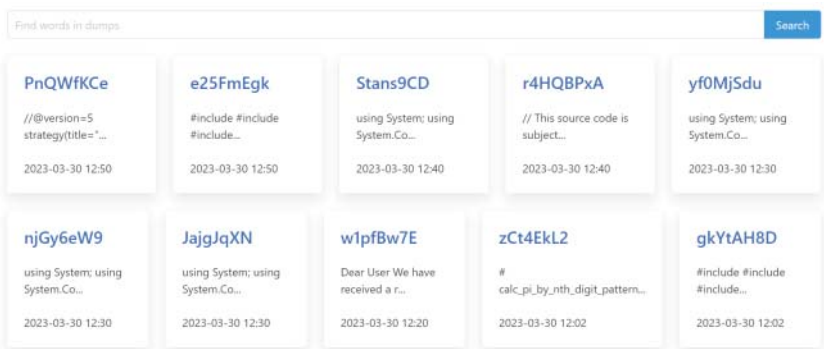 Find words in dumps
Search
PnQWfKCe
//@version=5
strategy(title="...
2023-03-30 12:50
e25FmEgk
#include #include
#include...
2023-03-30 12:50
Stans9CD
using System; using
System.Co...
2023-03-30 12:40
r4HQBPxA
// This source code is
subject...
2023-03-30 12:40
yf0MjSdu
using System; using
System.Co...
2023-03-30 12:30
njGy6eW9
using System; using
System.Co...
2023-03-30 12:30
JajgJqXN
using System; using
System.Co...
2023-03-30 12:30
w1pfBw7E
Dear User We have
received a r...
2023-03-30 12:20
zCt4EkL2
#
calc_pi_by_nth_digit_pattern...
2023-03-30 12:02
gkYtAH8D
#include #include
#include...
2023-03-30 12:02